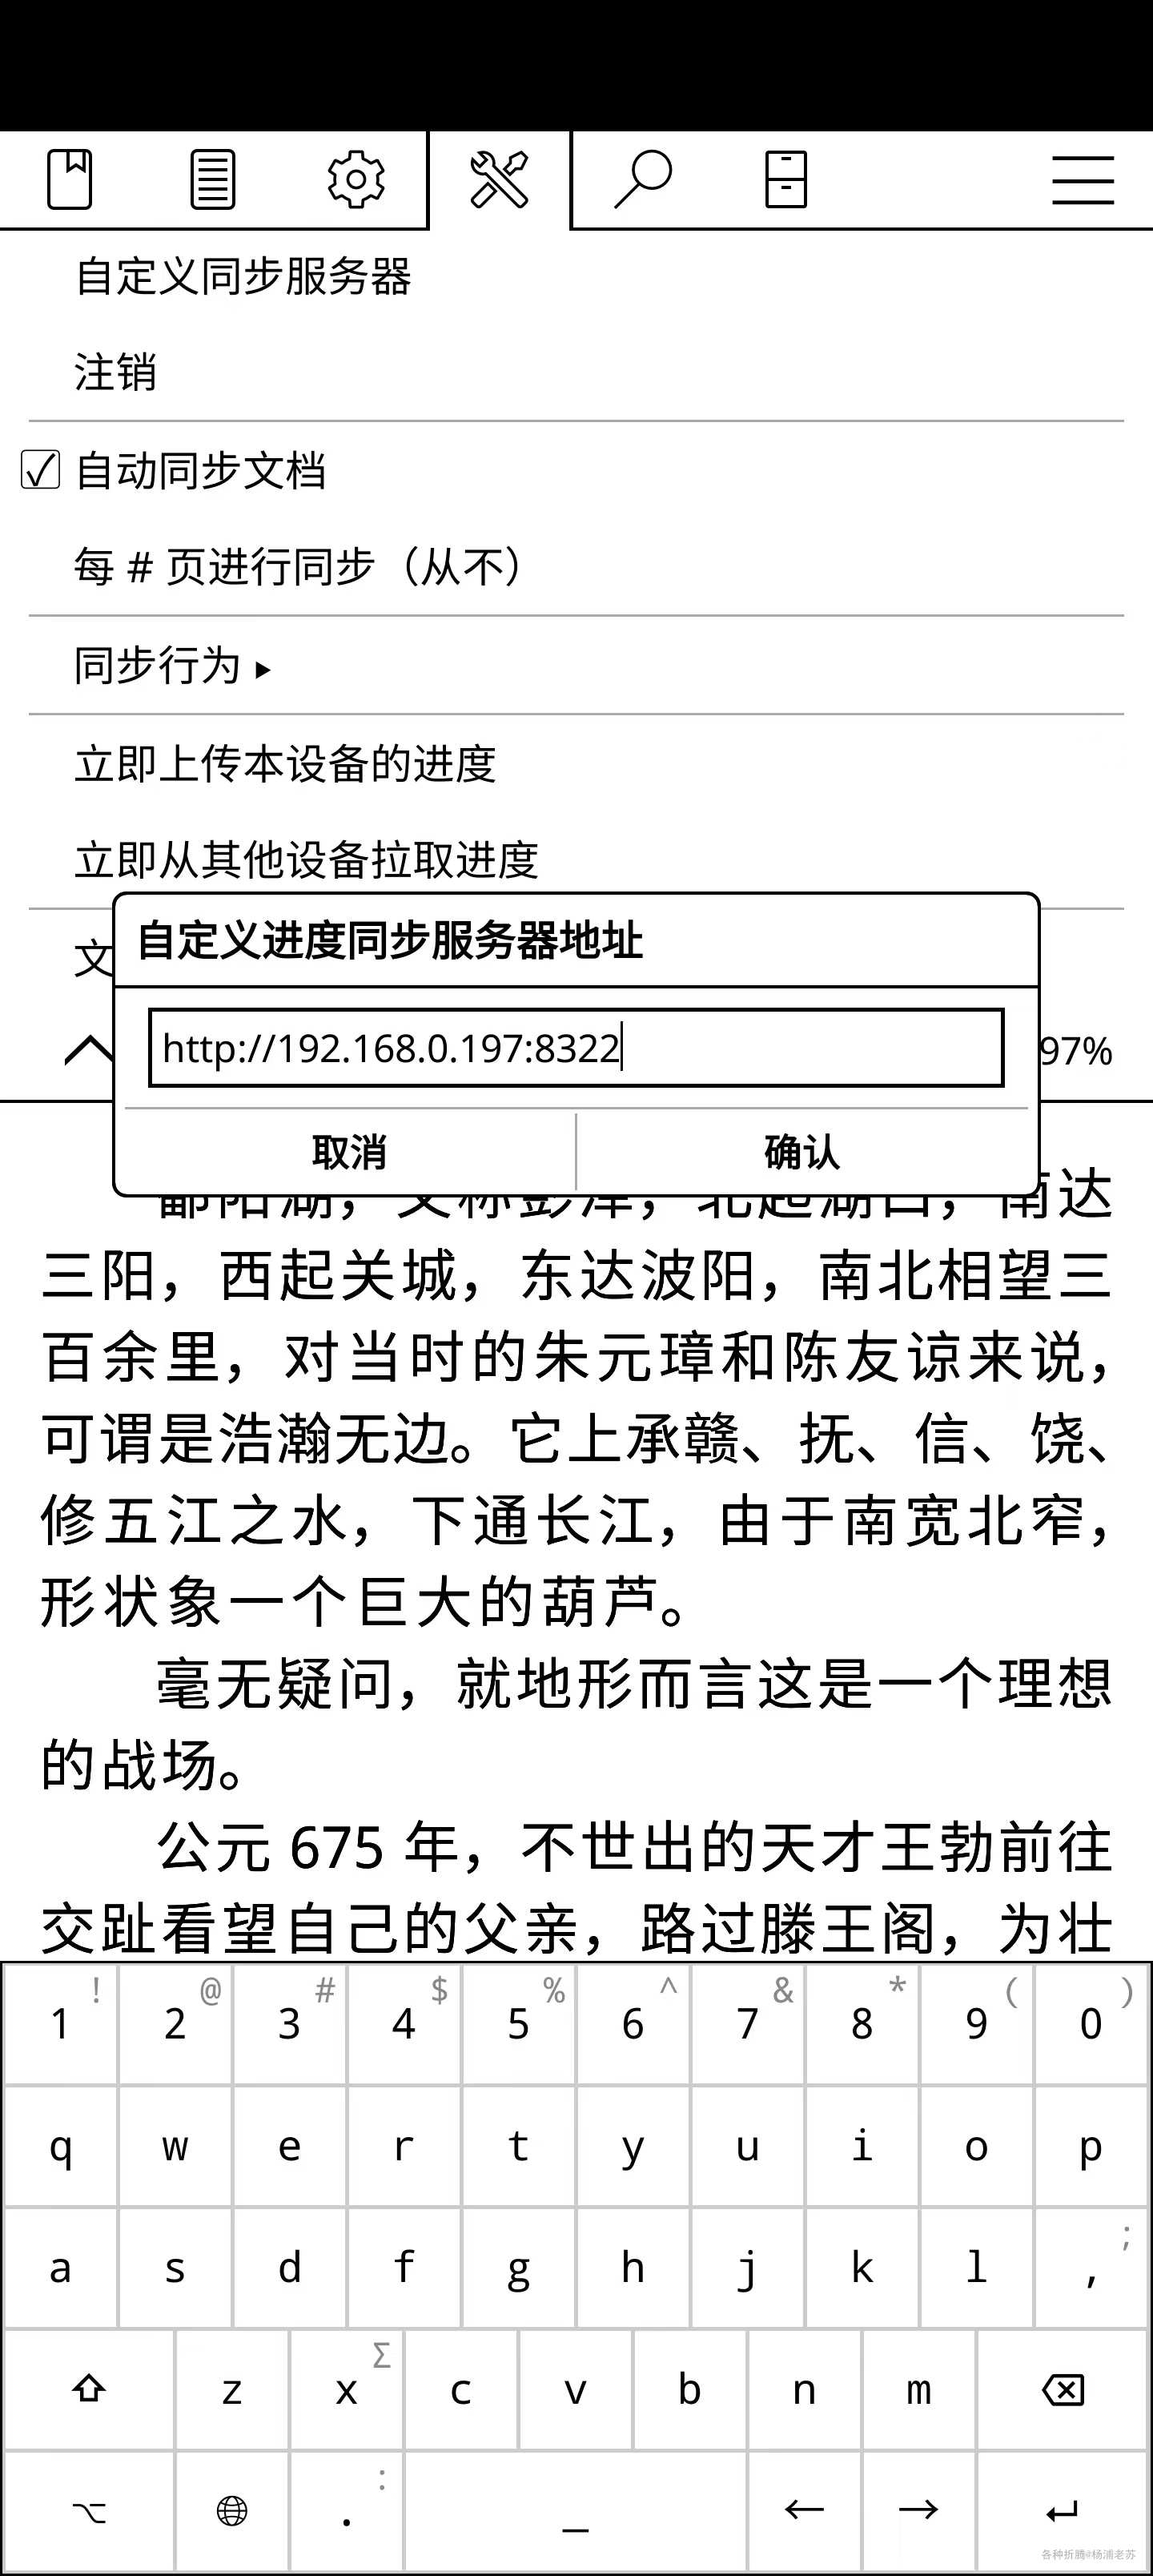 自定义同步服务器
注销
自动同步文档
每 # 页进行同步（从不）
同步行为 ▸
立即上传本设备的进度
立即从其他设备拉取进度
文
自定义进度同步服务器地址
http://192.168.0.197:8322
97%
取消 确认
鄱阳湖，又称彭泽，北起湖口，南达
三阳，西起关城，东达波阳，南北相望三
百余里，对当时的朱元璋和陈友谅来说，
可谓是浩瀚无边。它上承赣、抚、信、饶、
修五江之水，下通长江，由于南宽北窄，
形状象一个巨大的葫芦。
毫无疑问，就地形而言这是一个理想
的战场。
公元 675 年，不世出的天才王勃前往
交趾看望自己的父亲，路过滕王阁，为壮
! @ # $ % ^ & * ( )
1 2 3 4 5 6 7 8 9 0
q w e r t y u i o p
a s d f g h j k l , ;
z x Σ c v b n m
. : _ ← →
各种折腾#杨浦老苏